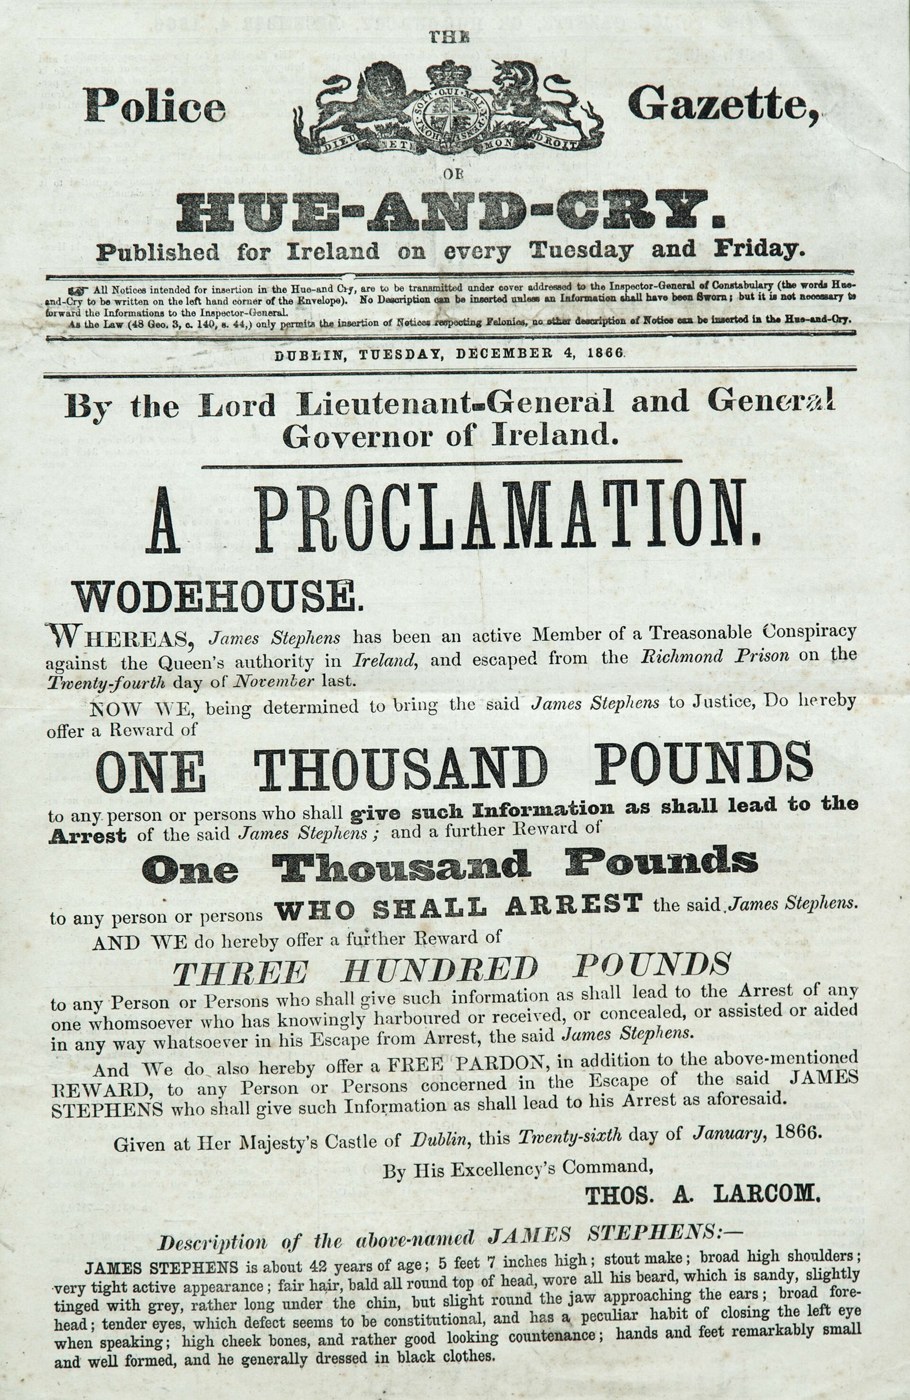 THE
Police Gazette,
DIEU ET MON DROIT
OR
HUE-AND-CRY.
Published for Ireland on every Tuesday and Friday.
☞ All Notices intended for insertion in the Hue-and Cry, are to be transmitted under cover addressed to the Inspector-General of Constabulary (the words Hue-
and-Cry to be written on the left hand corner of the Envelope). No Description can be inserted unless an Information shall have been Sworn; but it is not necessary to
forward the Informations to the Inspector-General.
As the Law (48 Geo. 3, c. 140, s. 44,) only permits the insertion of Notices respecting Felonies, no other description of Notice can be inserted in the Hue-and-Cry.
DUBLIN, TUESDAY, DECEMBER 4, 1866.
By the Lord Lieutenant-General and General
Governor of Ireland.
A PROCLAMATION.
WODEHOUSE.
WHEREAS, James Stephens has been an active Member of a Treasonable Conspiracy
against the Queen's authority in Ireland, and escaped from the Richmond Prison on the
Twenty-fourth day of November last.
NOW WE, being determined to bring the said James Stephens to Justice, Do hereby
offer a Reward of
ONE THOUSAND POUNDS
to any person or persons who shall give such Information as shall lead to the
Arrest of the said James Stephens; and a further Reward of
One Thousand Pounds
to any person or persons WHO SHALL ARREST the said James Stephens.
AND WE do hereby offer a further Reward of
THREE HUNDRED POUNDS
to any Person or Persons who shall give such information as shall lead to the Arrest of any
one whomsoever who has knowingly harboured or received, or concealed, or assisted or aided
in any way whatsoever in his Escape from Arrest, the said James Stephens.
And We do also hereby offer a FREE PARDON, in addition to the above-mentioned
REWARD, to any Person or Persons concerned in the Escape of the said JAMES
STEPHENS who shall give such Information as shall lead to his Arrest as aforesaid.
Given at Her Majesty's Castle of Dublin, this Twenty-sixth day of January, 1866.
By His Excellency's Command,
THOS. A. LARCOM.
Description of the above-named JAMES STEPHENS:—
JAMES STEPHENS is about 42 years of age; 5 feet 7 inches high; stout make; broad high shoulders;
very tight active appearance; fair hair, bald all round top of head, wore all his beard, which is sandy, slightly
tinged with grey, rather long under the chin, but slight round the jaw approaching the ears; broad fore-
head; tender eyes, which defect seems to be constitutional, and has a peculiar habit of closing the left eye
when speaking; high cheek bones, and rather good looking countenance; hands and feet remarkably small
and well formed, and he generally dressed in black clothes.